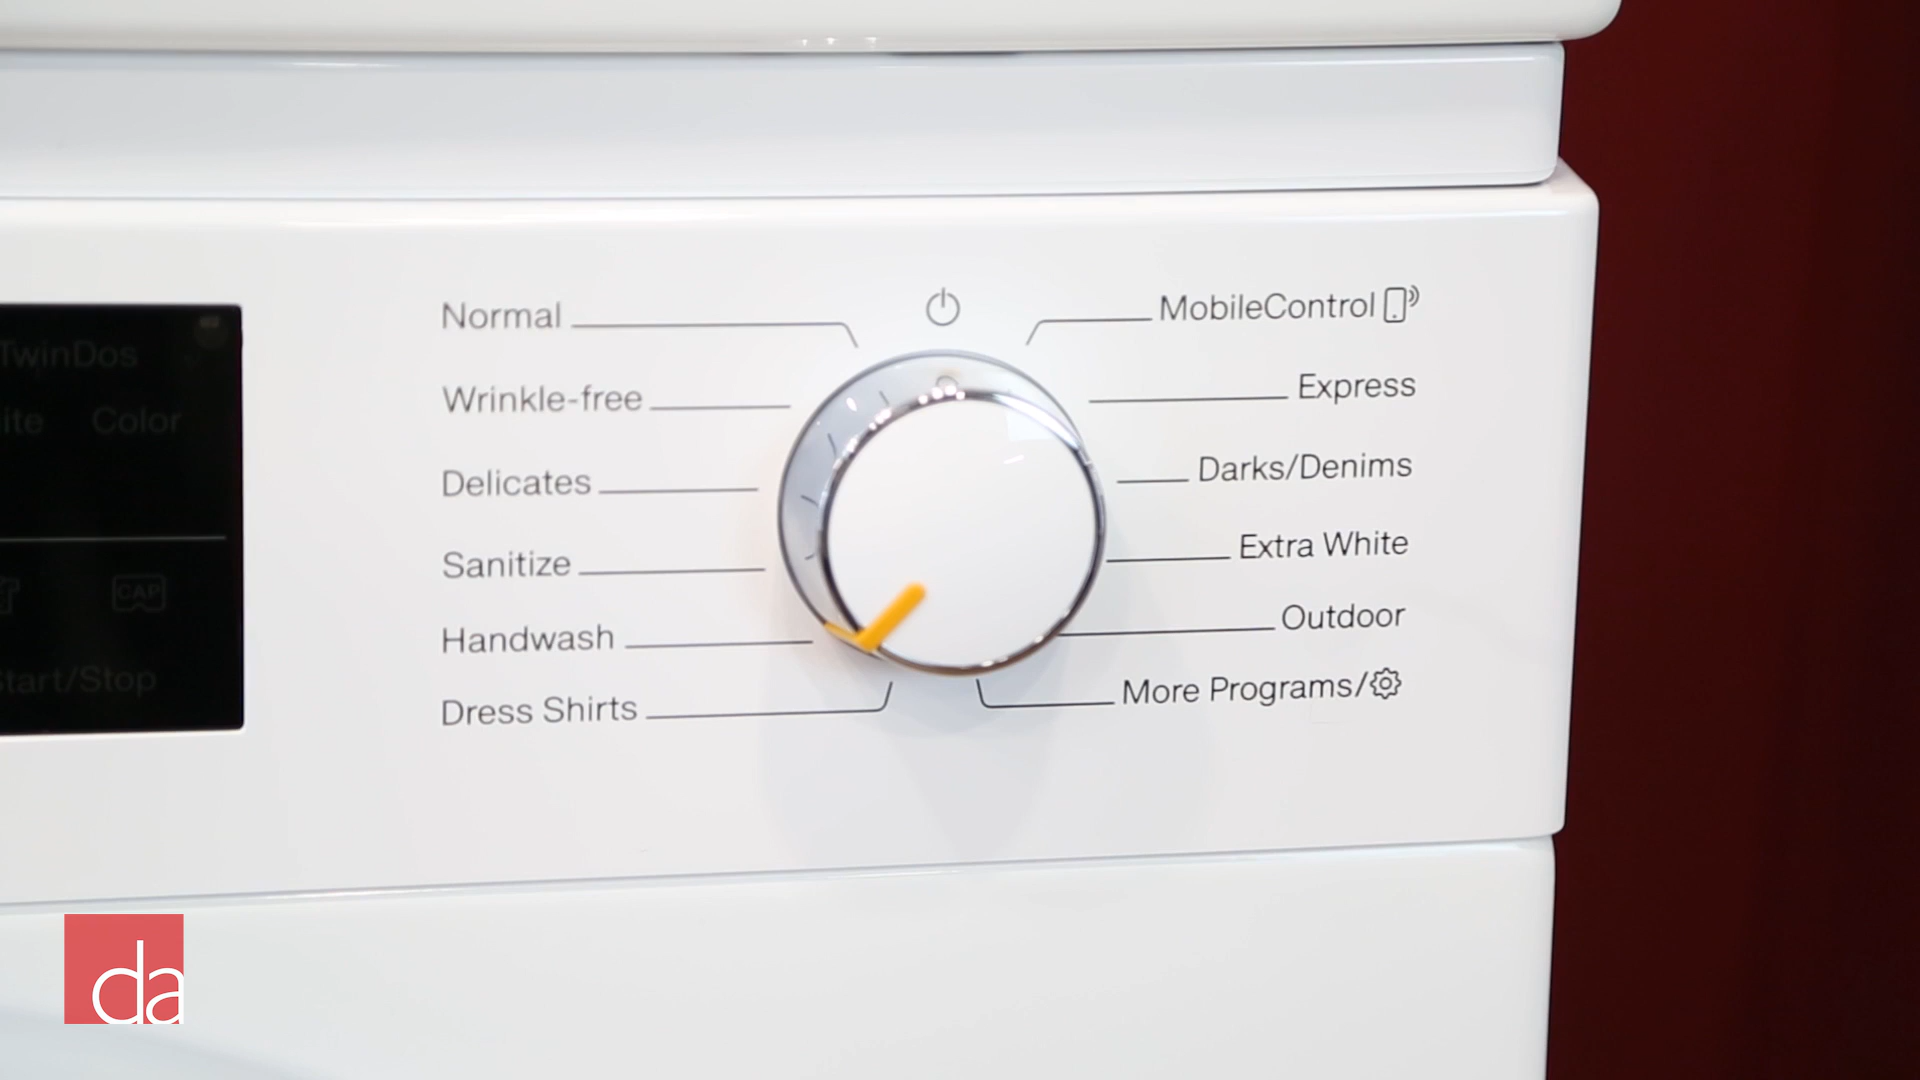 TwinDos
Color
CAP
Start/Stop
Normal
Wrinkle-free
Delicates
Sanitize
Handwash
Dress Shirts
MobileControl
Express
Darks/Denims
Extra White
Outdoor
More Programs/
da